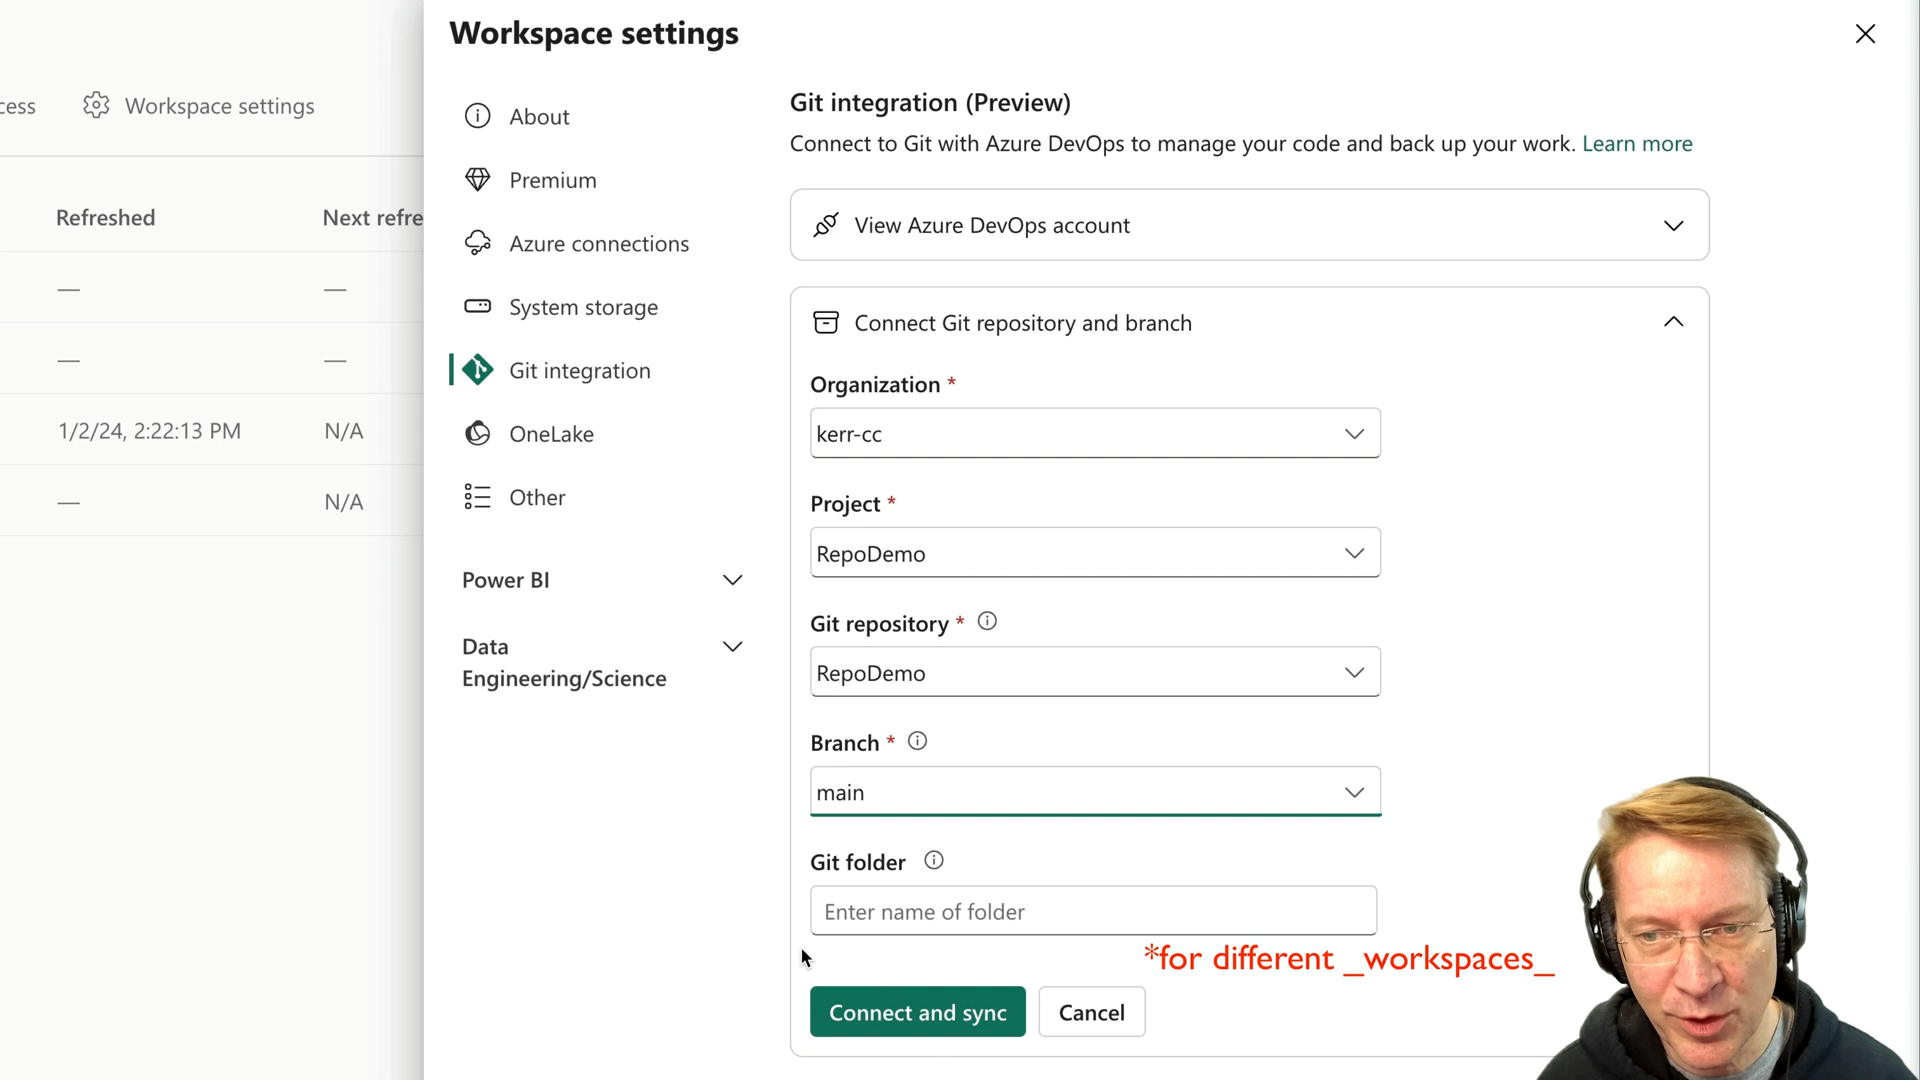 Workspace settings
cess
Workspace settings
Refreshed
Next refre
—
—
—
—
1/2/24, 2:22:13 PM
N/A
—
N/A
About
Premium
Azure connections
System storage
Git integration
OneLake
Other
Power BI
Data
Engineering/Science
Git integration (Preview)
Connect to Git with Azure DevOps to manage your code and back up your work. Learn more
View Azure DevOps account
Connect Git repository and branch
Organization *
kerr-cc
Project *
RepoDemo
Git repository *
RepoDemo
Branch *
main
Git folder
Enter name of folder
*for different _workspaces_
Connect and sync
Cancel